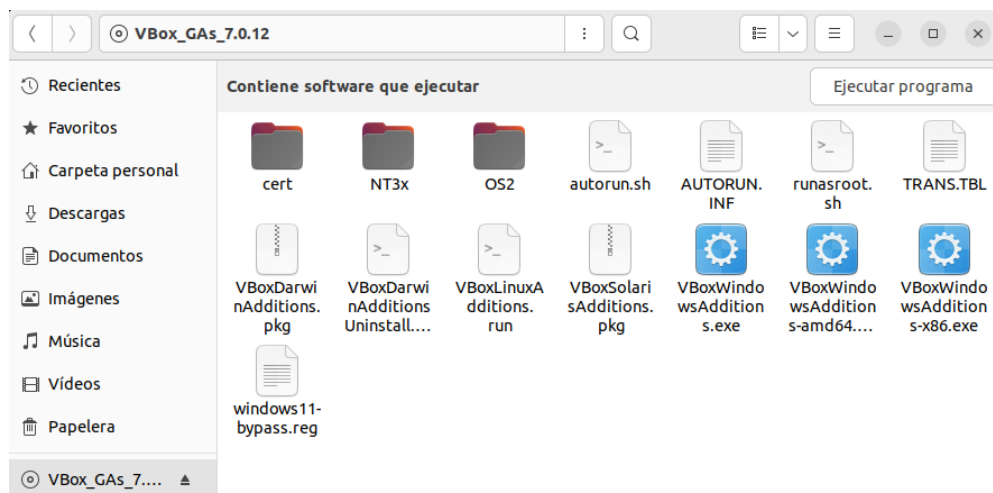 VBox_GAs_7.0.12
Recientes
Favoritos
Carpeta personal
Descargas
Documentos
Imágenes
Música
Vídeos
Papelera
VBox_GAs_7....
Contiene software que ejecutar
Ejecutar programa
cert
NT3x
OS2
autorun.sh
AUTORUN.
INF
runasroot.
sh
TRANS.TBL
VBoxDarwi
nAdditions.
pkg
VBoxDarwi
nAdditions
Uninstall....
VBoxLinuxA
dditions.
run
VBoxSolari
sAdditions.
pkg
VBoxWindo
wsAddition
s.exe
VBoxWindo
wsAddition
s-amd64....
VBoxWindo
wsAddition
s-x86.exe
windows11-
bypass.reg